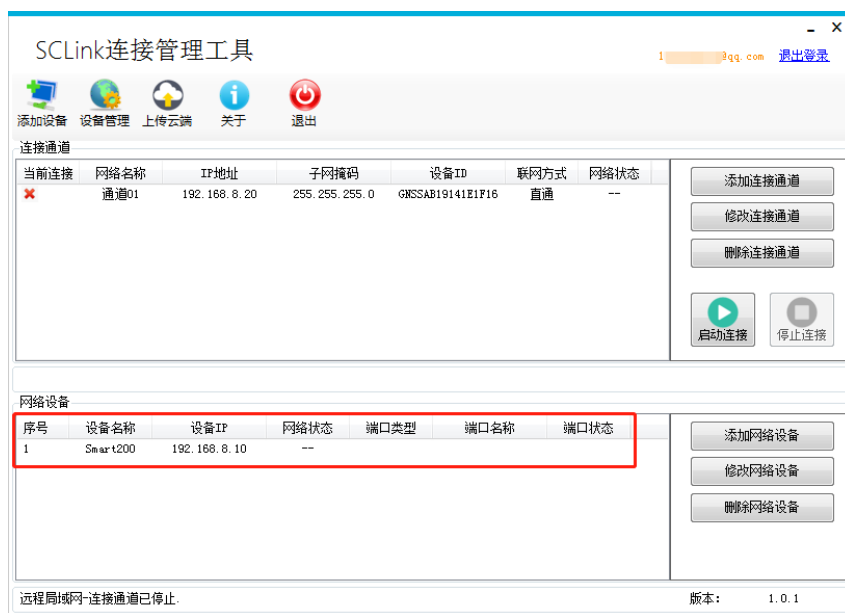 SCLink连接管理工具
1 @qq.com 退出登录
添加设备 设备管理 上传云端 关于 退出
连接通道
当前连接 网络名称 IP地址 子网掩码 设备ID 联网方式 网络状态
通道01 192.168.8.20 255.255.255.0 GNSSAB19141E1F16 直通 --
添加连接通道
修改连接通道
删除连接通道
启动连接 停止连接
网络设备
序号 设备名称 设备IP 网络状态 端口类型 端口名称 端口状态
1 Smart200 192.168.8.10 --
添加网络设备
修改网络设备
删除网络设备
远程局域网-连接通道已停止. 版本: 1.0.1